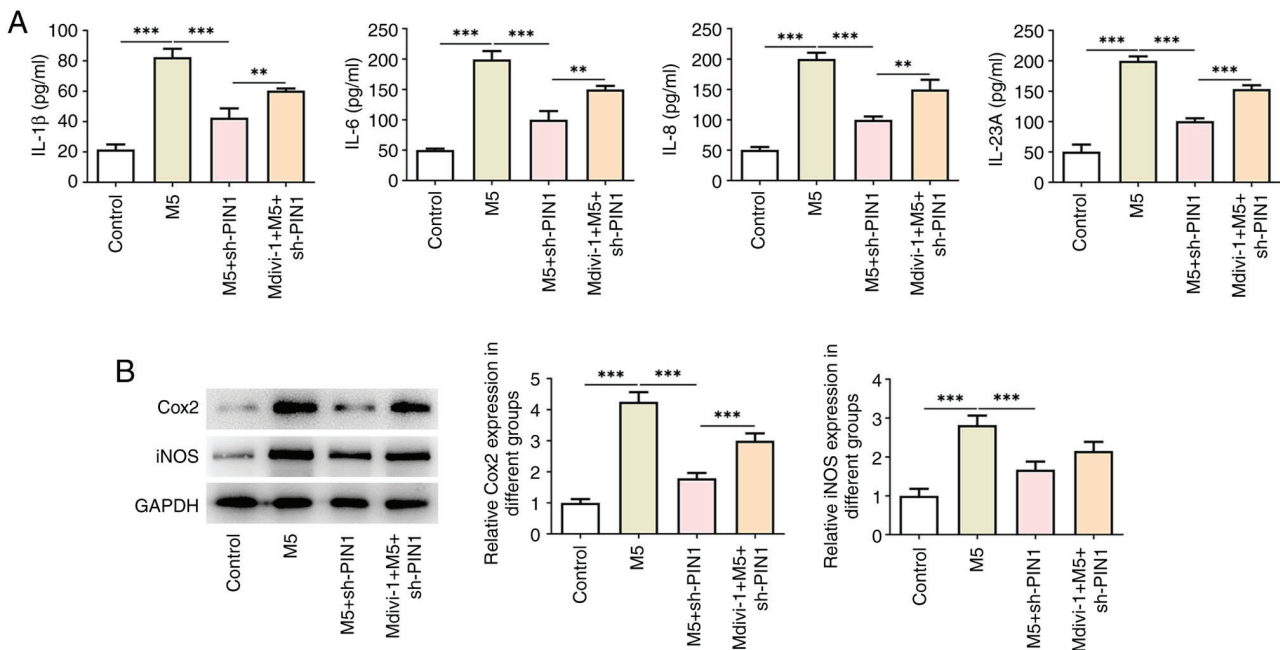 A
IL-1β (pg/ml)
100
80
60
40
20
0
***
***
**
Control
M5
M5+sh-PIN1
Mdivi-1+M5+
sh-PIN1
IL-6 (pg/ml)
250
200
150
100
50
0
***
***
**
Control
M5
M5+sh-PIN1
Mdivi-1+M5+
sh-PIN1
IL-8 (pg/ml)
250
200
150
100
50
0
***
***
**
Control
M5
M5+sh-PIN1
Mdivi-1+M5+
sh-PIN1
IL-23A (pg/ml)
250
200
150
100
50
0
***
***
***
Control
M5
M5+sh-PIN1
Mdivi-1+M5+
sh-PIN1
B
Cox2
iNOS
GAPDH
Control
M5
M5+sh-PIN1
Mdivi-1+M5+
sh-PIN1
Relative Cox2 expression in
different groups
5
4
3
2
1
0
***
***
***
Control
M5
M5+sh-PIN1
Mdivi-1+M5+
sh-PIN1
Relative iNOS expression in
different groups
4
3
2
1
0
***
***
Control
M5
M5+sh-PIN1
Mdivi-1+M5+
sh-PIN1